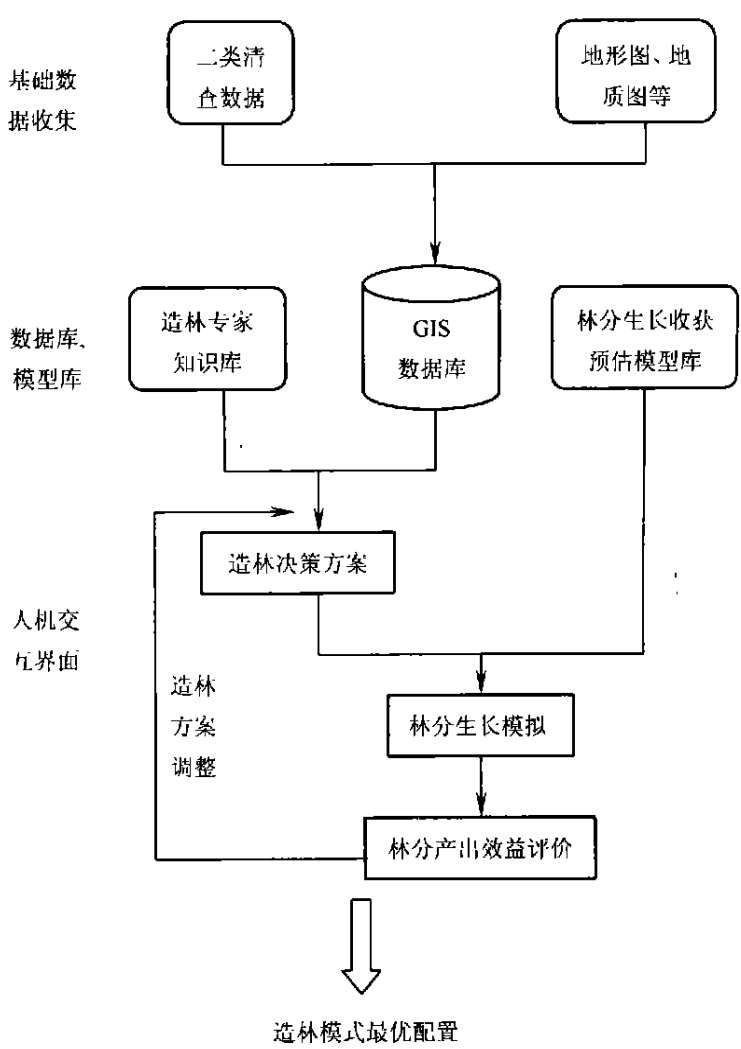 基础数
据收集
二类清
查数据
地形图、地
质图等
数据库、
模型库
造林专家
知识库
GIS
数据库
林分生长收获
预估模型库
人机交
互界面
造林决策方案
造林
方案
调整
林分生长模拟
林分产出效益评价
造林模式最优配置